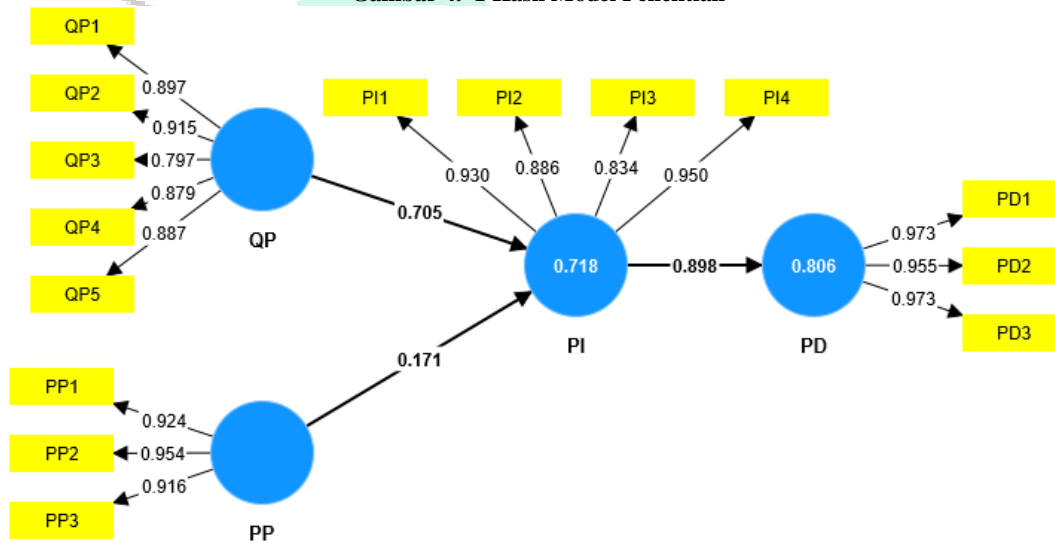 QP1
QP2
QP3
QP4
QP5
0.897
0.915
0.797
0.879
0.887
QP
PI1
PI2
PI3
PI4
0.930
0.886
0.834
0.950
0.705
0.171
0.718
PI
0.898
0.806
PD
0.973
0.955
0.973
PD1
PD2
PD3
PP1
PP2
PP3
0.924
0.954
0.916
PP